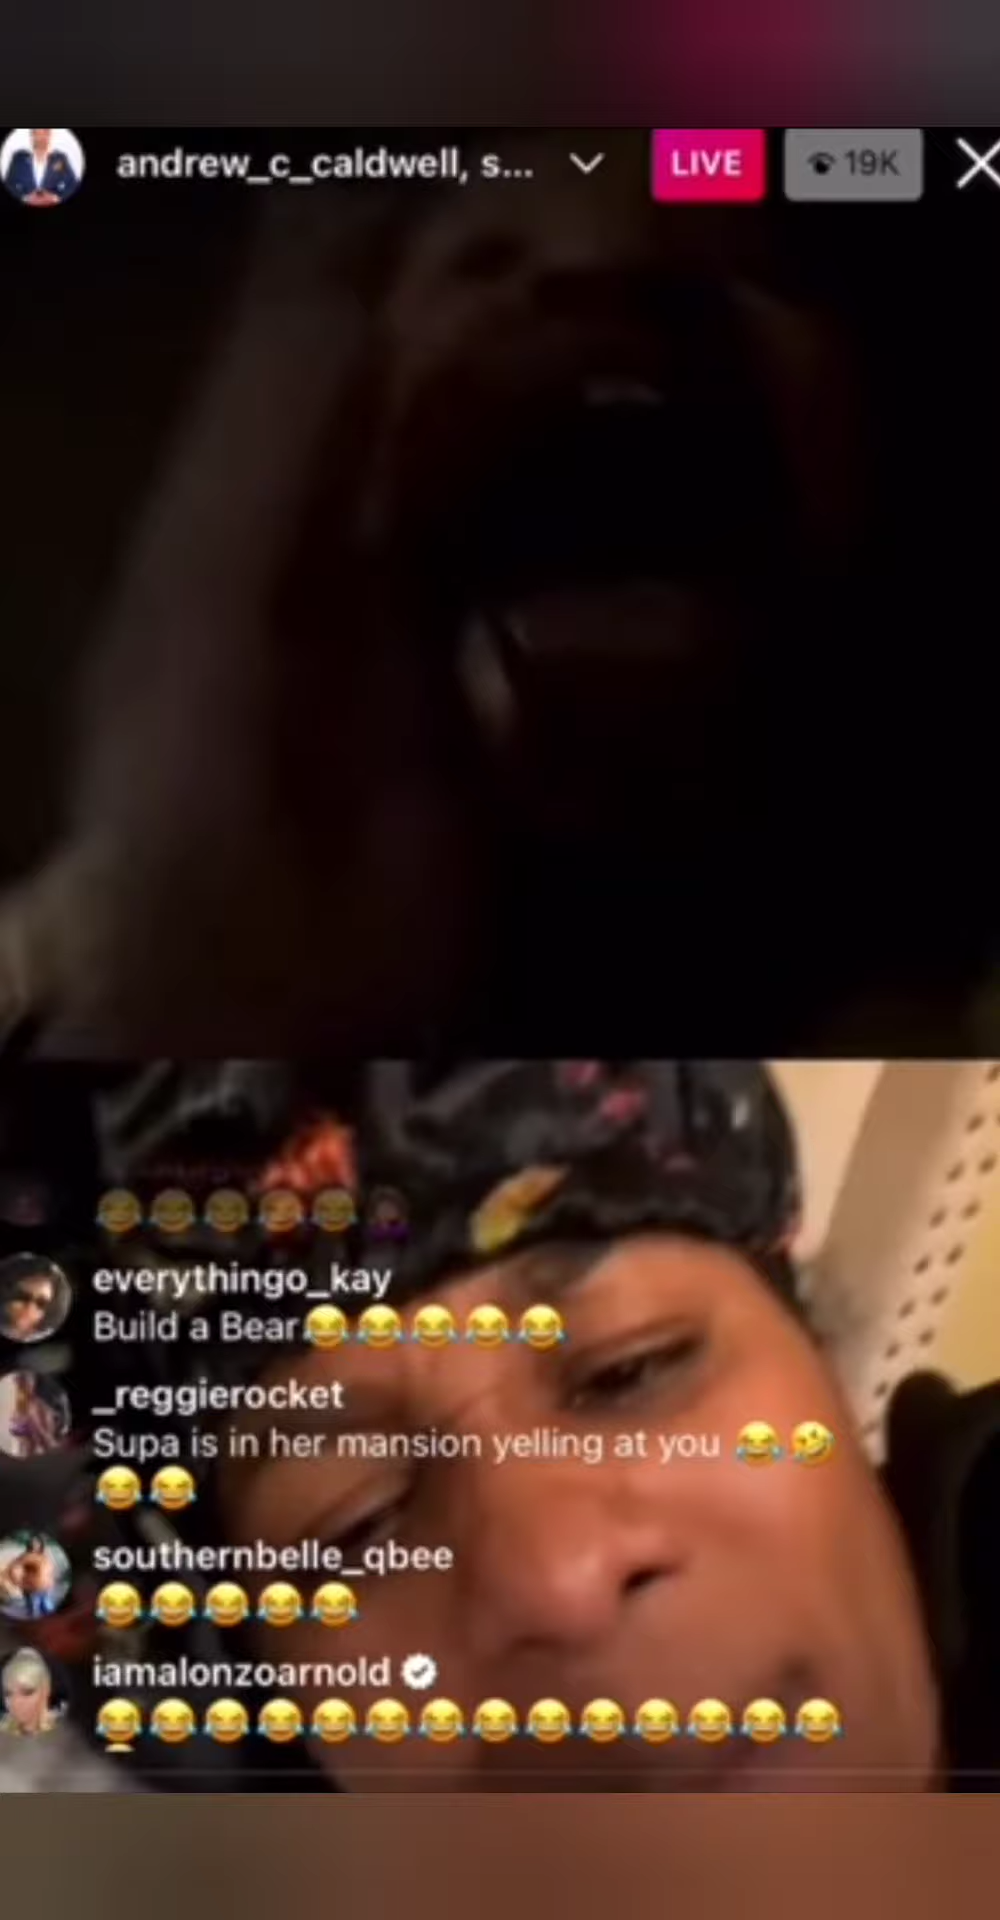 andrew_c_caldwell, s...
LIVE
19K
😂😂😂😂😂
everythingo_kay
Build a Bear😂😂😂😂😂
_reggierocket
Supa is in her mansion yelling at you 😂🤣
😂😂
southernbelle_qbee
😂😂😂😂😂
iamalonzoarnold
😂😂😂😂😂😂😂😂😂😂😂😂😂😂